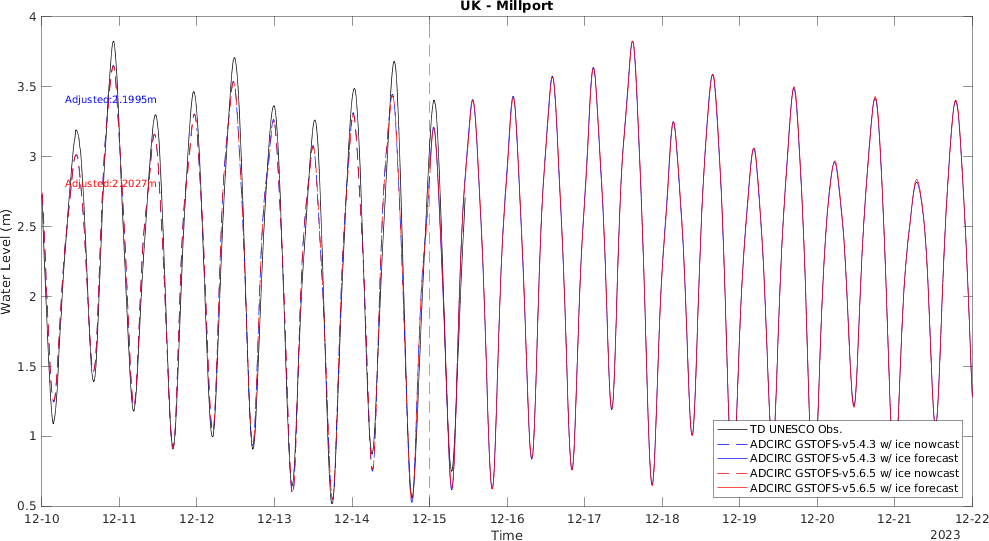 UK - Millport
4
3.5
3
2.5
2
1.5
1
0.5
Water Level (m)
Adjusted:2.1995m
Adjusted:2.2027m
TD UNESCO Obs.
ADCIRC GSTOFS-v5.4.3 w/ ice nowcast
ADCIRC GSTOFS-v5.4.3 w/ ice forecast
ADCIRC GSTOFS-v5.6.5 w/ ice nowcast
ADCIRC GSTOFS-v5.6.5 w/ ice forecast
12-10 12-11 12-12 12-13 12-14 12-15 12-16 12-17 12-18 12-19 12-20 12-21 12-22
Time
2023